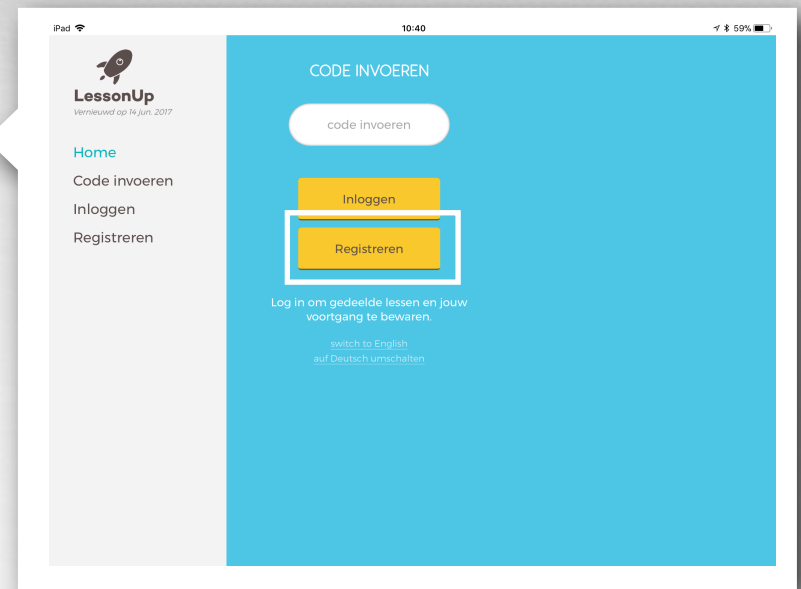 iPad 10:40 59%
LessonUp
Vernieuwd op 14 jun. 2017
Home
Code invoeren
Inloggen
Registreren
CODE INVOEREN
code invoeren
Inloggen
Registreren
Log in om gedeelde lessen en jouw
voortgang te bewaren.
switch to English
auf Deutsch umschalten